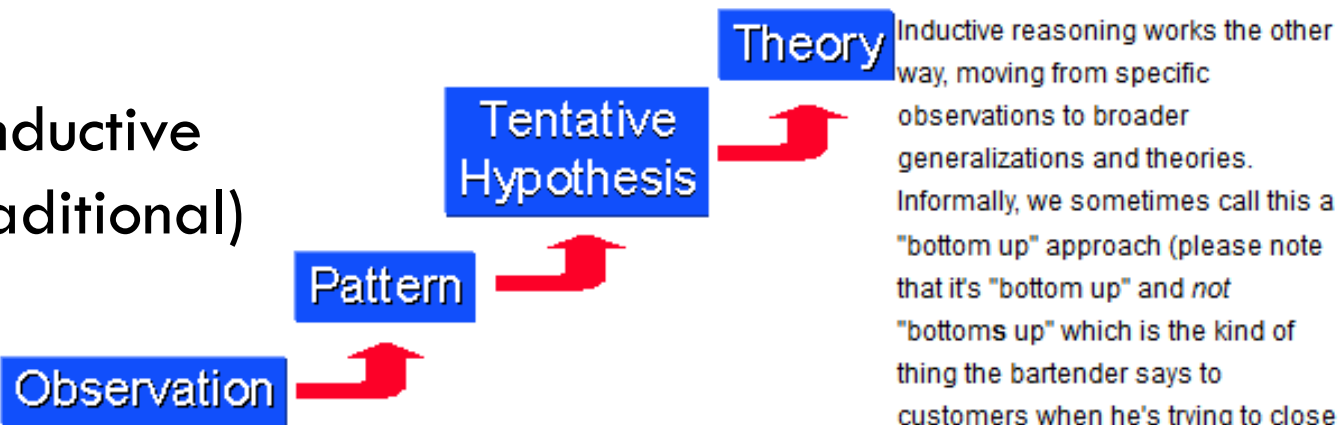 Theory
Tentative
Hypothesis
Pattern
Observation
nductive
aditional)
Inductive reasoning works the other
way, moving from specific
observations to broader
generalizations and theories.
Informally, we sometimes call this a
"bottom up" approach (please note
that it's "bottom up" and not
"bottoms up" which is the kind of
thing the bartender says to
customers when he's trying to close